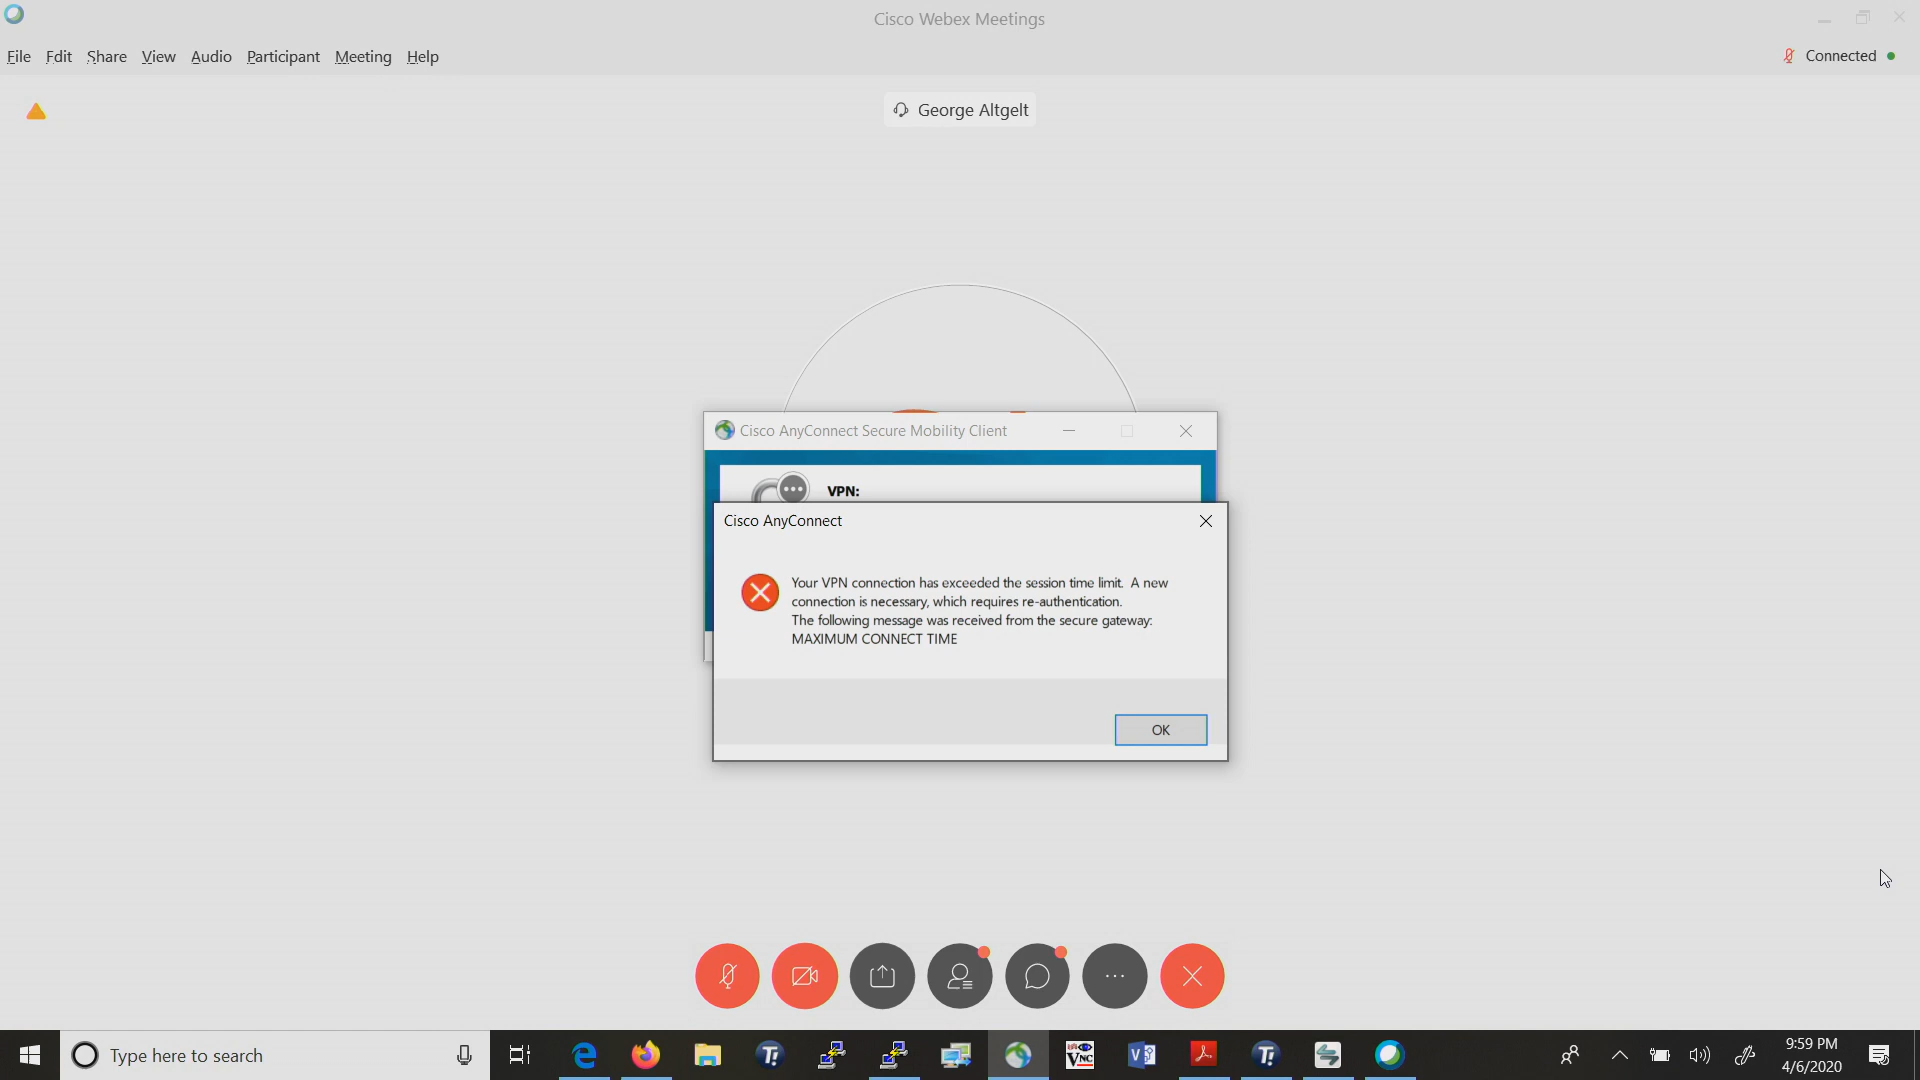 Cisco Webex Meetings
File Edit Share View Audio Participant Meeting Help
Connected
George Altgelt
Cisco AnyConnect Secure Mobility Client
VPN:
Cisco AnyConnect
Your VPN connection has exceeded the session time limit. A new
connection is necessary, which requires re-authentication.
The following message was received from the secure gateway:
MAXIMUM CONNECT TIME
OK
Type here to search
VNC
9:59 PM
4/6/2020